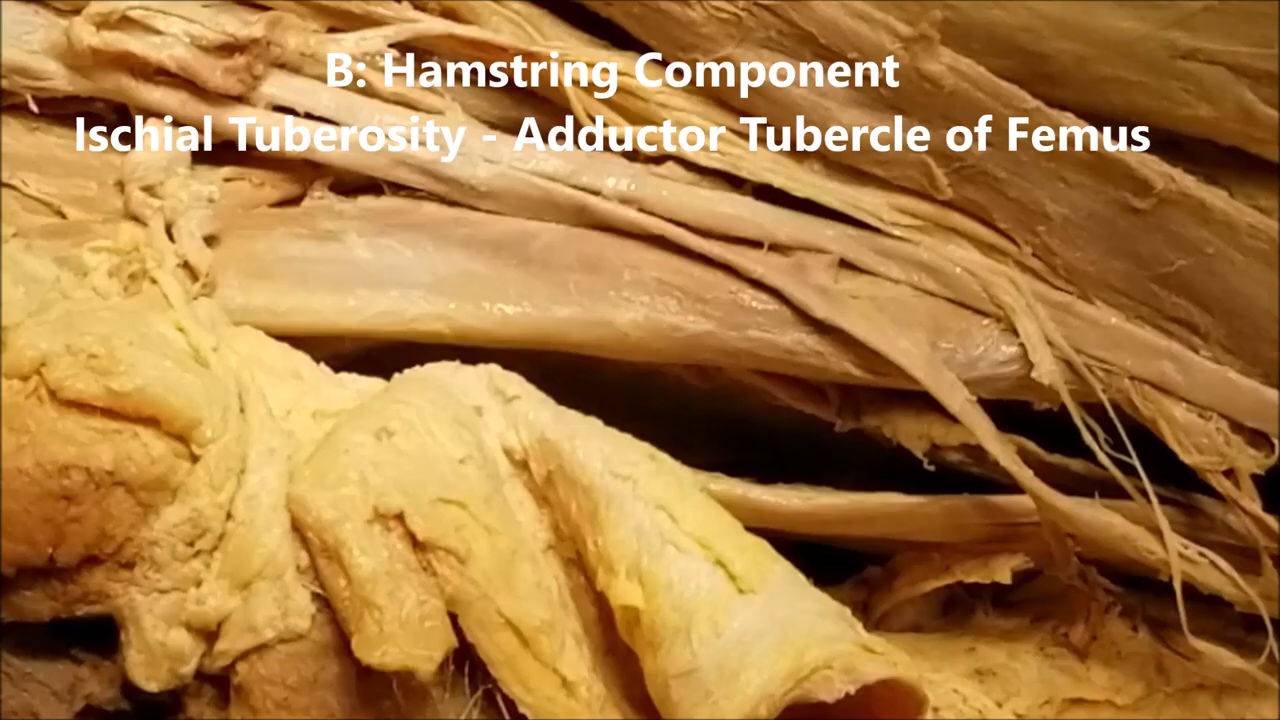 B: Hamstring Component
Ischial Tuberosity - Adductor Tubercle of Femus